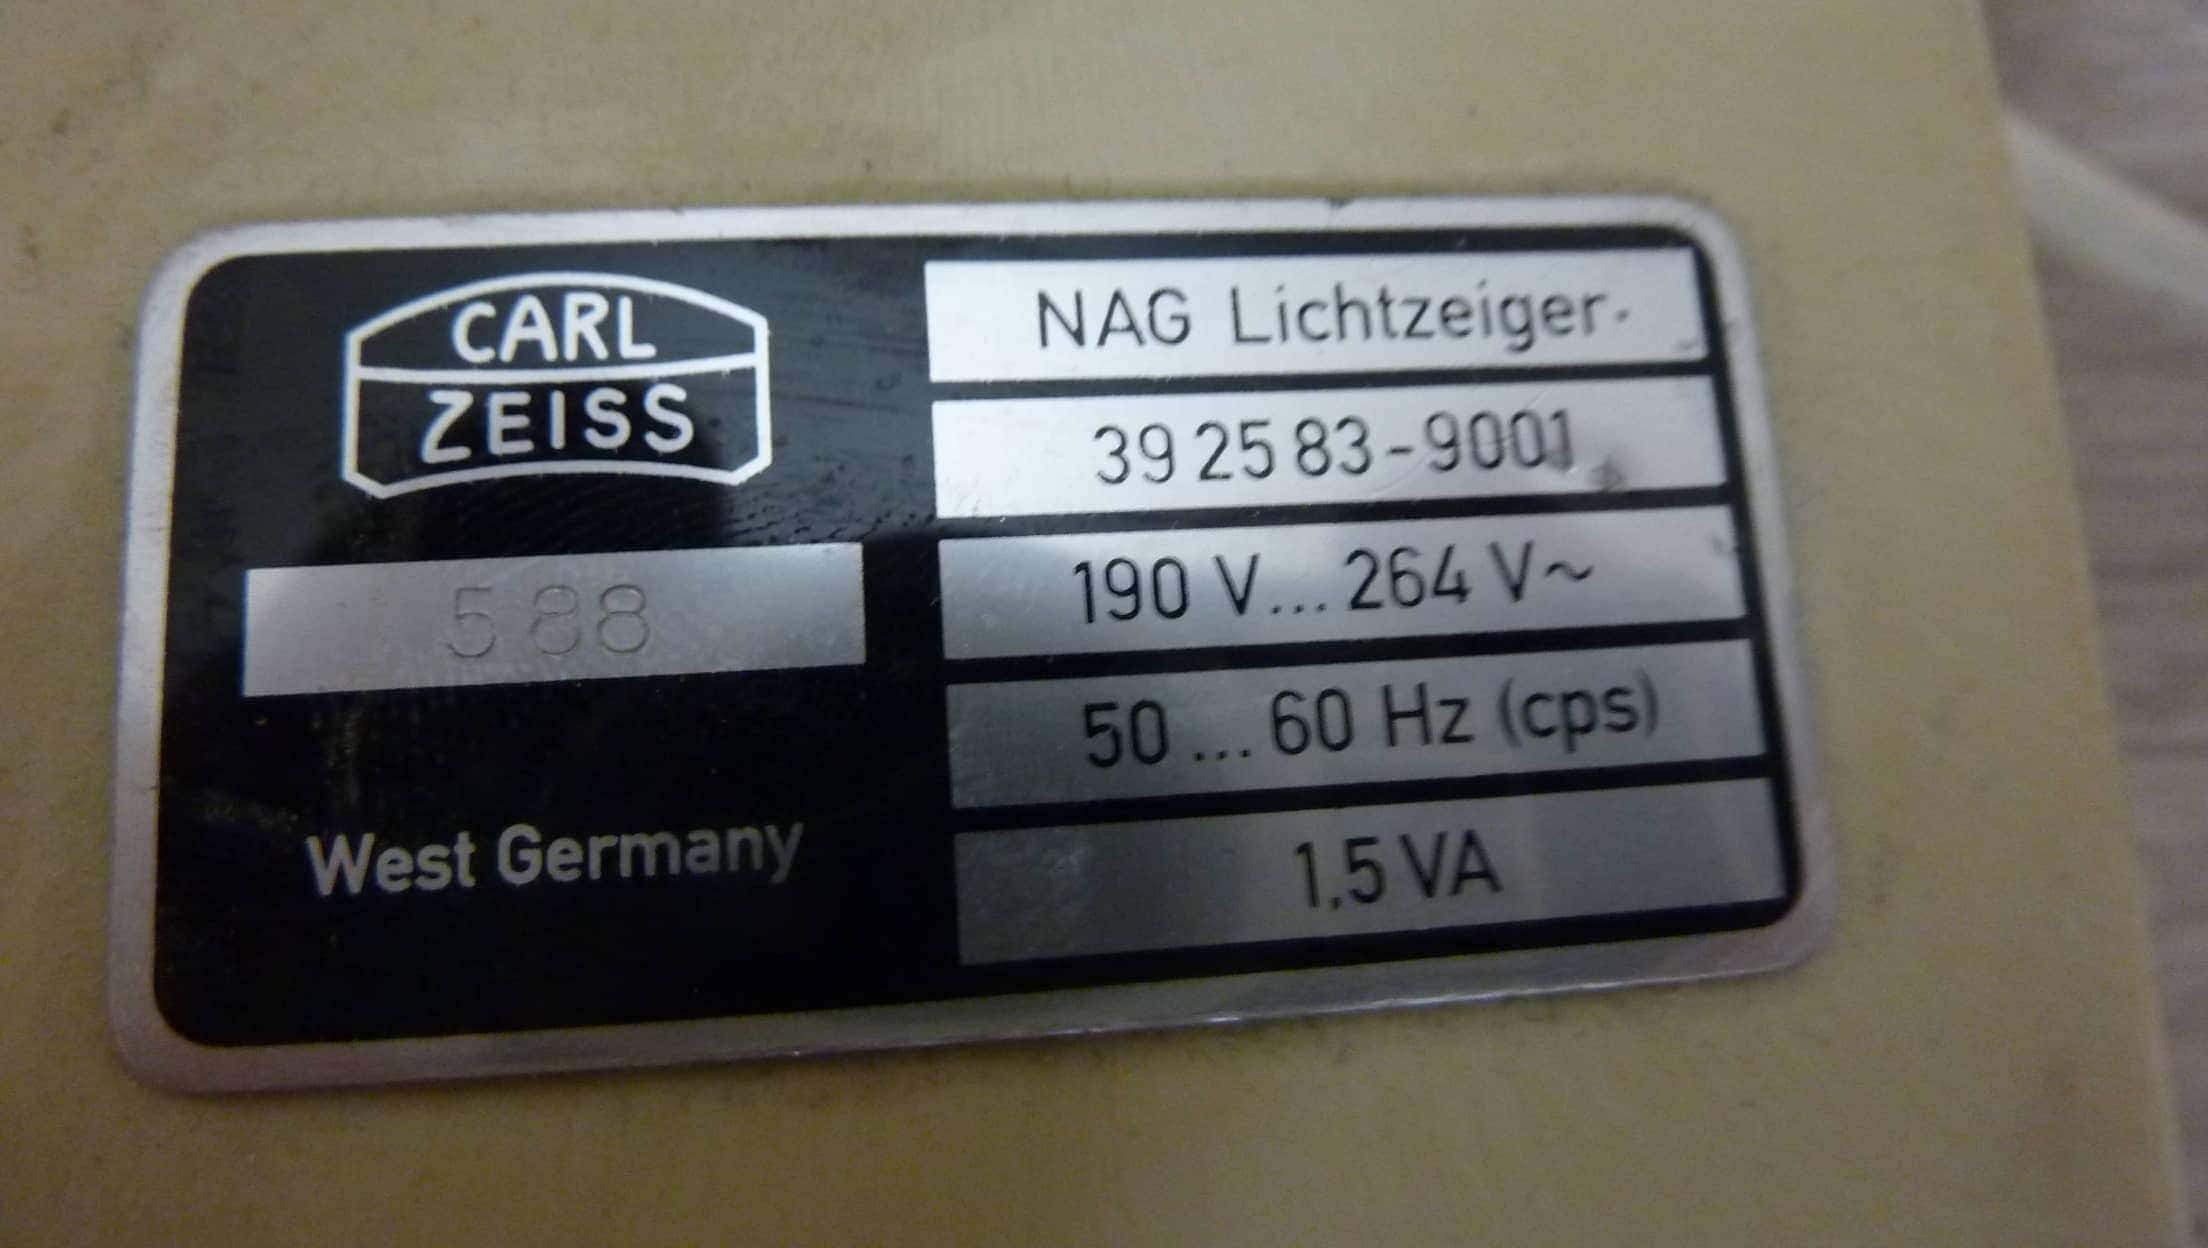 CARL
ZEISS
588
West Germany
NAG Lichtzeiger.
39 25 83-9001
190 V... 264 V~
50 ... 60 Hz (cps)
1,5 VA